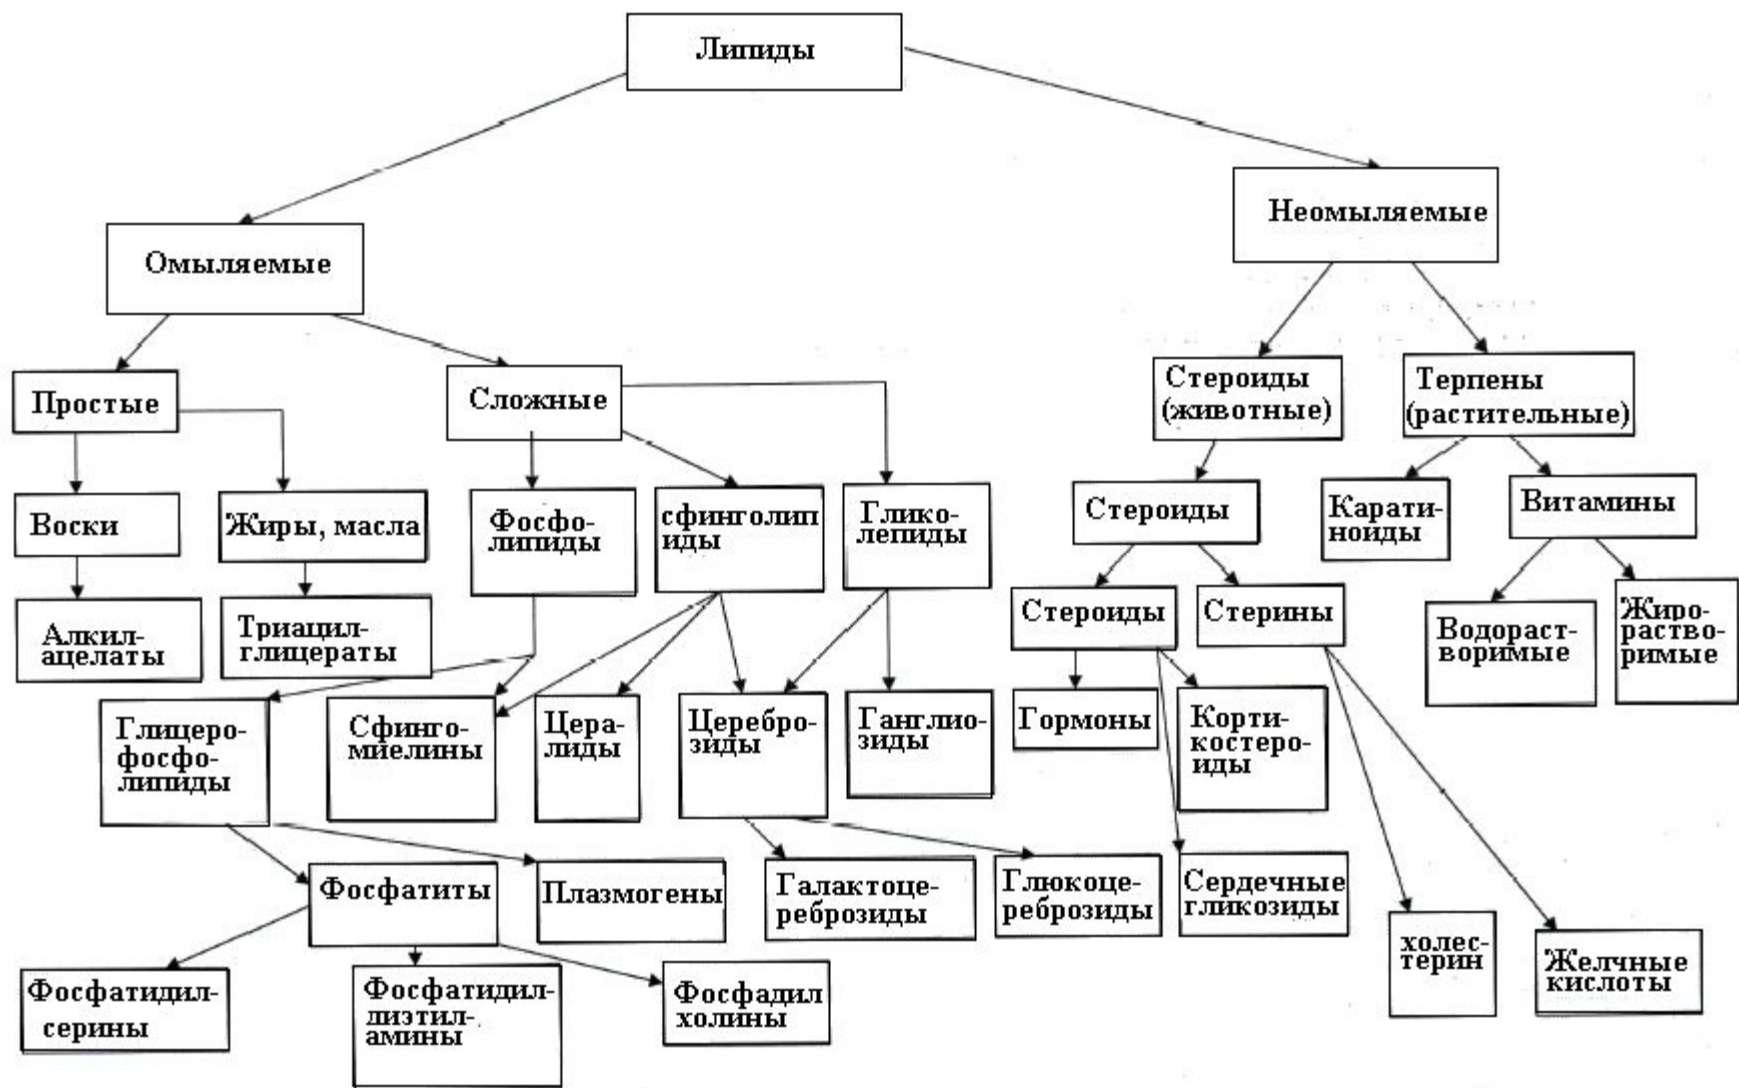 Липиды
Неомыляемые
Омыляемые
Простые
Сложные
Стероиды
(животные)
Терпены
(растительные)
Воски
Жиры, масла
Фосфо-
липиды
сфинголип
иды
Глико-
лепиды
Стероиды
Карати-
ноиды
Витамины
Алкил-
ацелаты
Триацил-
глицераты
Стероиды
Стерины
Водораст-
воримые
Жиро-
раство-
римые
Глицеро-
фосфо-
липиды
Сфинго-
миелины
Цера-
лиды
Церебро-
зиды
Ганглио-
зиды
Гормоны
Корти-
костеро-
иды
Фосфатиты
Плазмогены
Галактоце-
реброзиды
Глюкоце-
реброзиды
Сердечные
гликозиды
холес-
терин
Желчные
кислоты
Фосфатидил-
серины
Фосфатидил-
диэтил-
амины
Фосфадил
холины